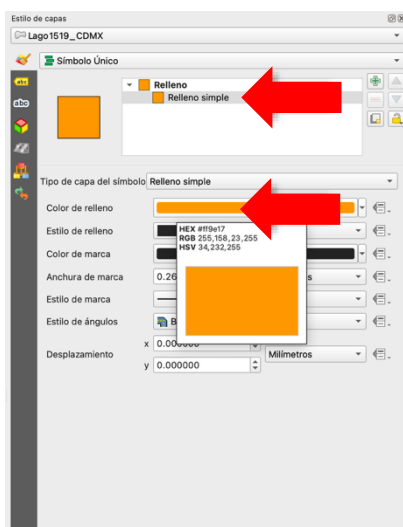 Estilo de capas
Lago1519_CDMX
Símbolo Único
abc
abc
Relleno
Relleno simple
Tipo de capa del símbolo Relleno simple
Color de relleno
Estilo de relleno
HEX #ff9e17
RGB 255,158,23,255
HSV 34,232,255
Color de marca
Anchura de marca 0.26 s
Estilo de marca
Estilo de ángulos B
Desplazamiento
x 0.000000
y 0.000000
Milímetros